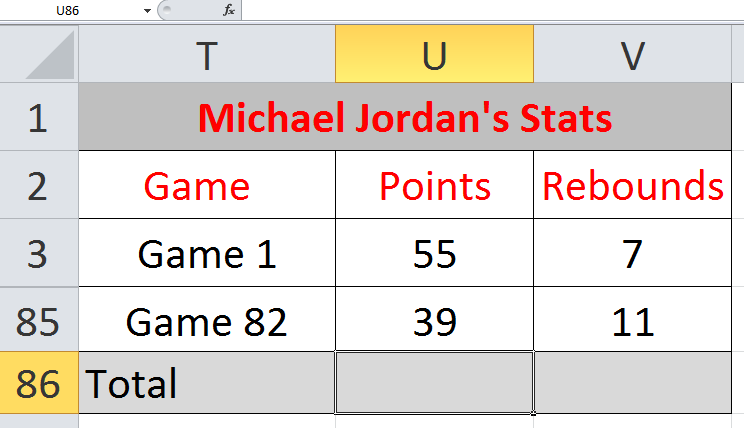 U86 fx
T U V
1 Michael Jordan's Stats
2 Game Points Rebounds
3 Game 1 55 7
85 Game 82 39 11
86 Total